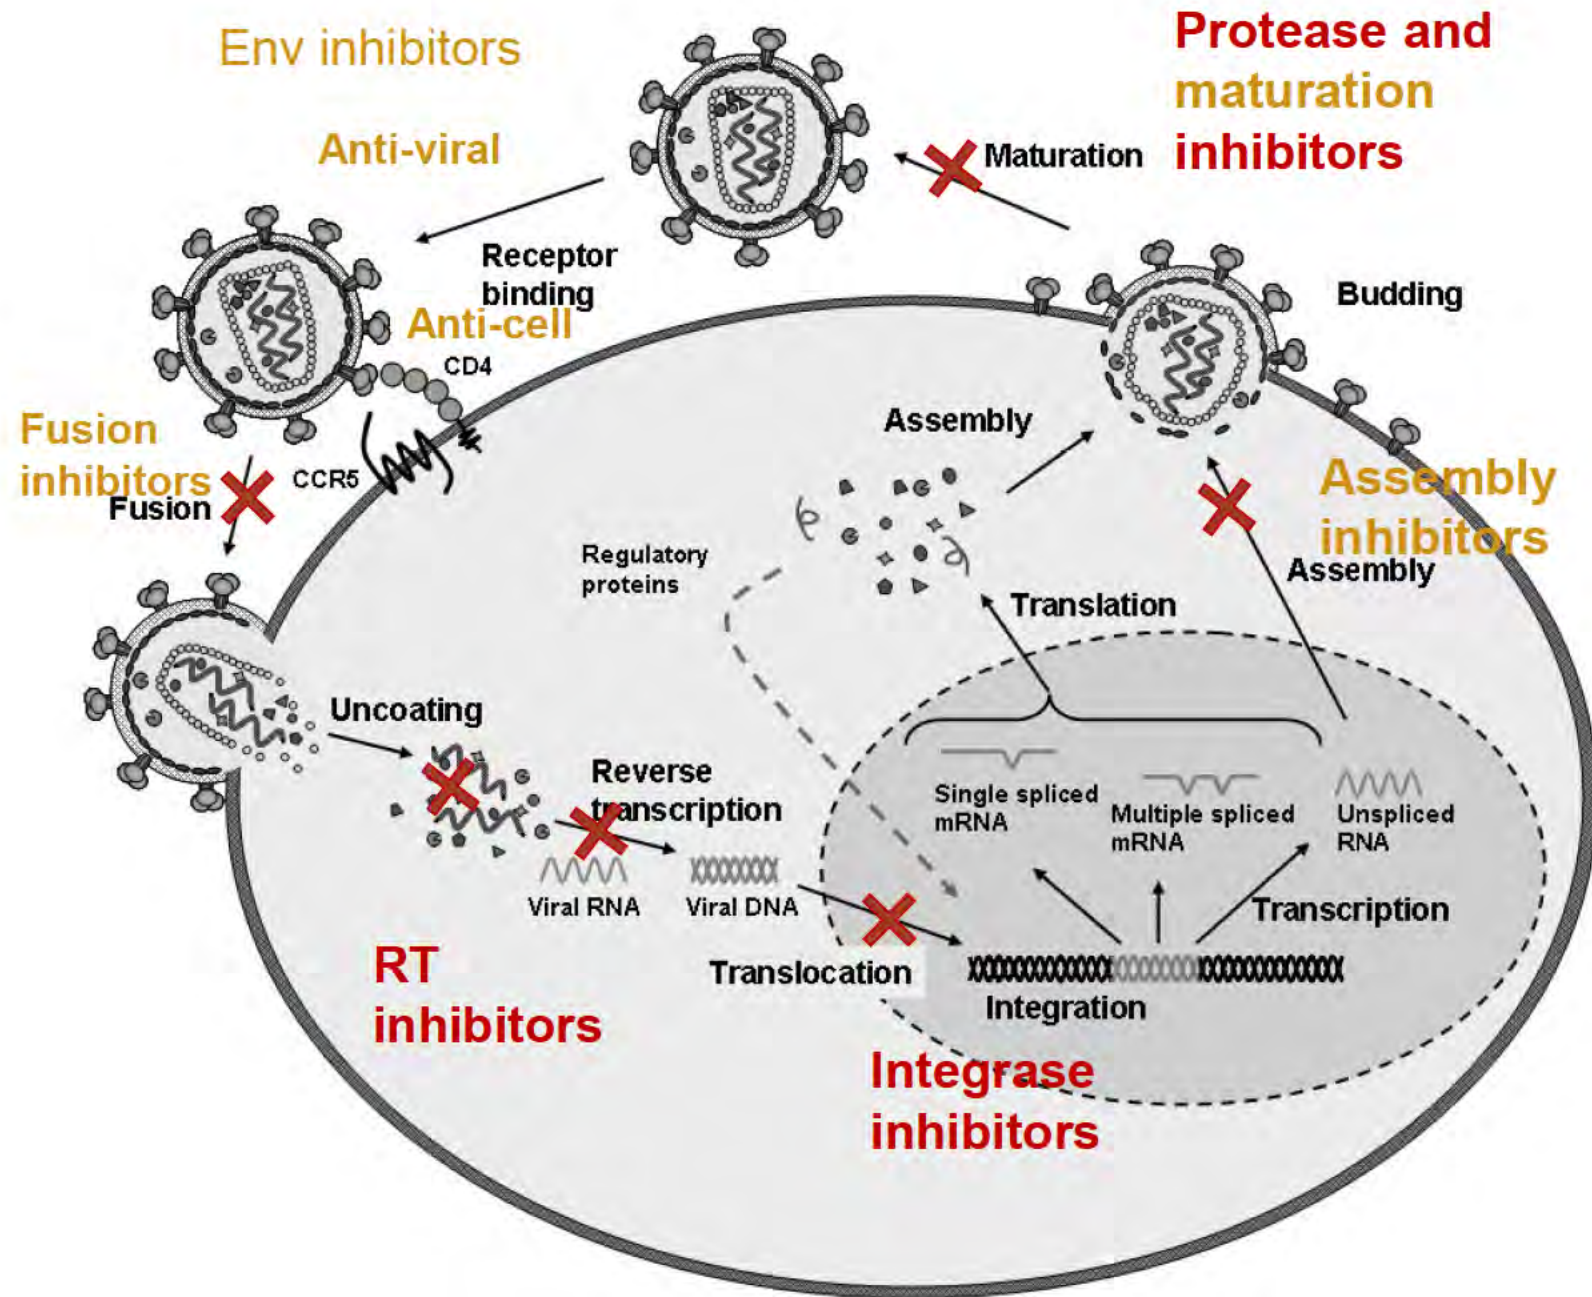 Env inhibitors
Protease and
maturation
inhibitors
Anti-viral
Maturation
Receptor
binding
Anti-cell
CD4
Budding
Fusion
inhibitors
Fusion
CCR5
Assembly
Assembly
inhibitors
Assembly
Regulatory
proteins
Translation
Uncoating
Reverse
transcription
Single spliced
mRNA
Multiple spliced
mRNA
Unspliced
RNA
Viral RNA
Viral DNA
Transcription
RT
inhibitors
Translocation
Integration
Integrase
inhibitors